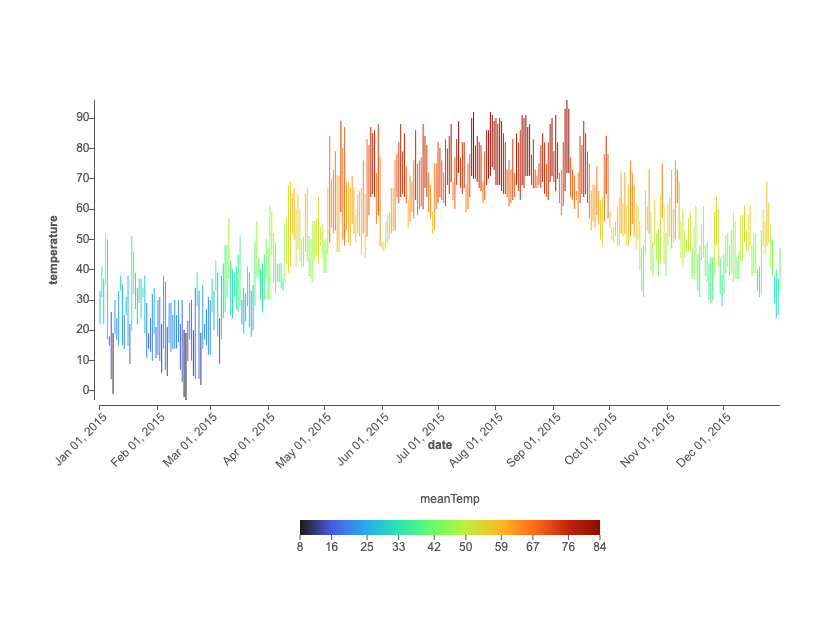 90
80
70
60
50
40
30
20
10
0
temperature
Jan 01, 2015
Feb 01, 2015
Mar 01, 2015
Apr 01, 2015
May 01, 2015
Jun 01, 2015
Jul 01, 2015
Aug 01, 2015
Sep 01, 2015
Oct 01, 2015
Nov 01, 2015
Dec 01, 2015
date
meanTemp
8 16 25 33 42 50 59 67 76 84